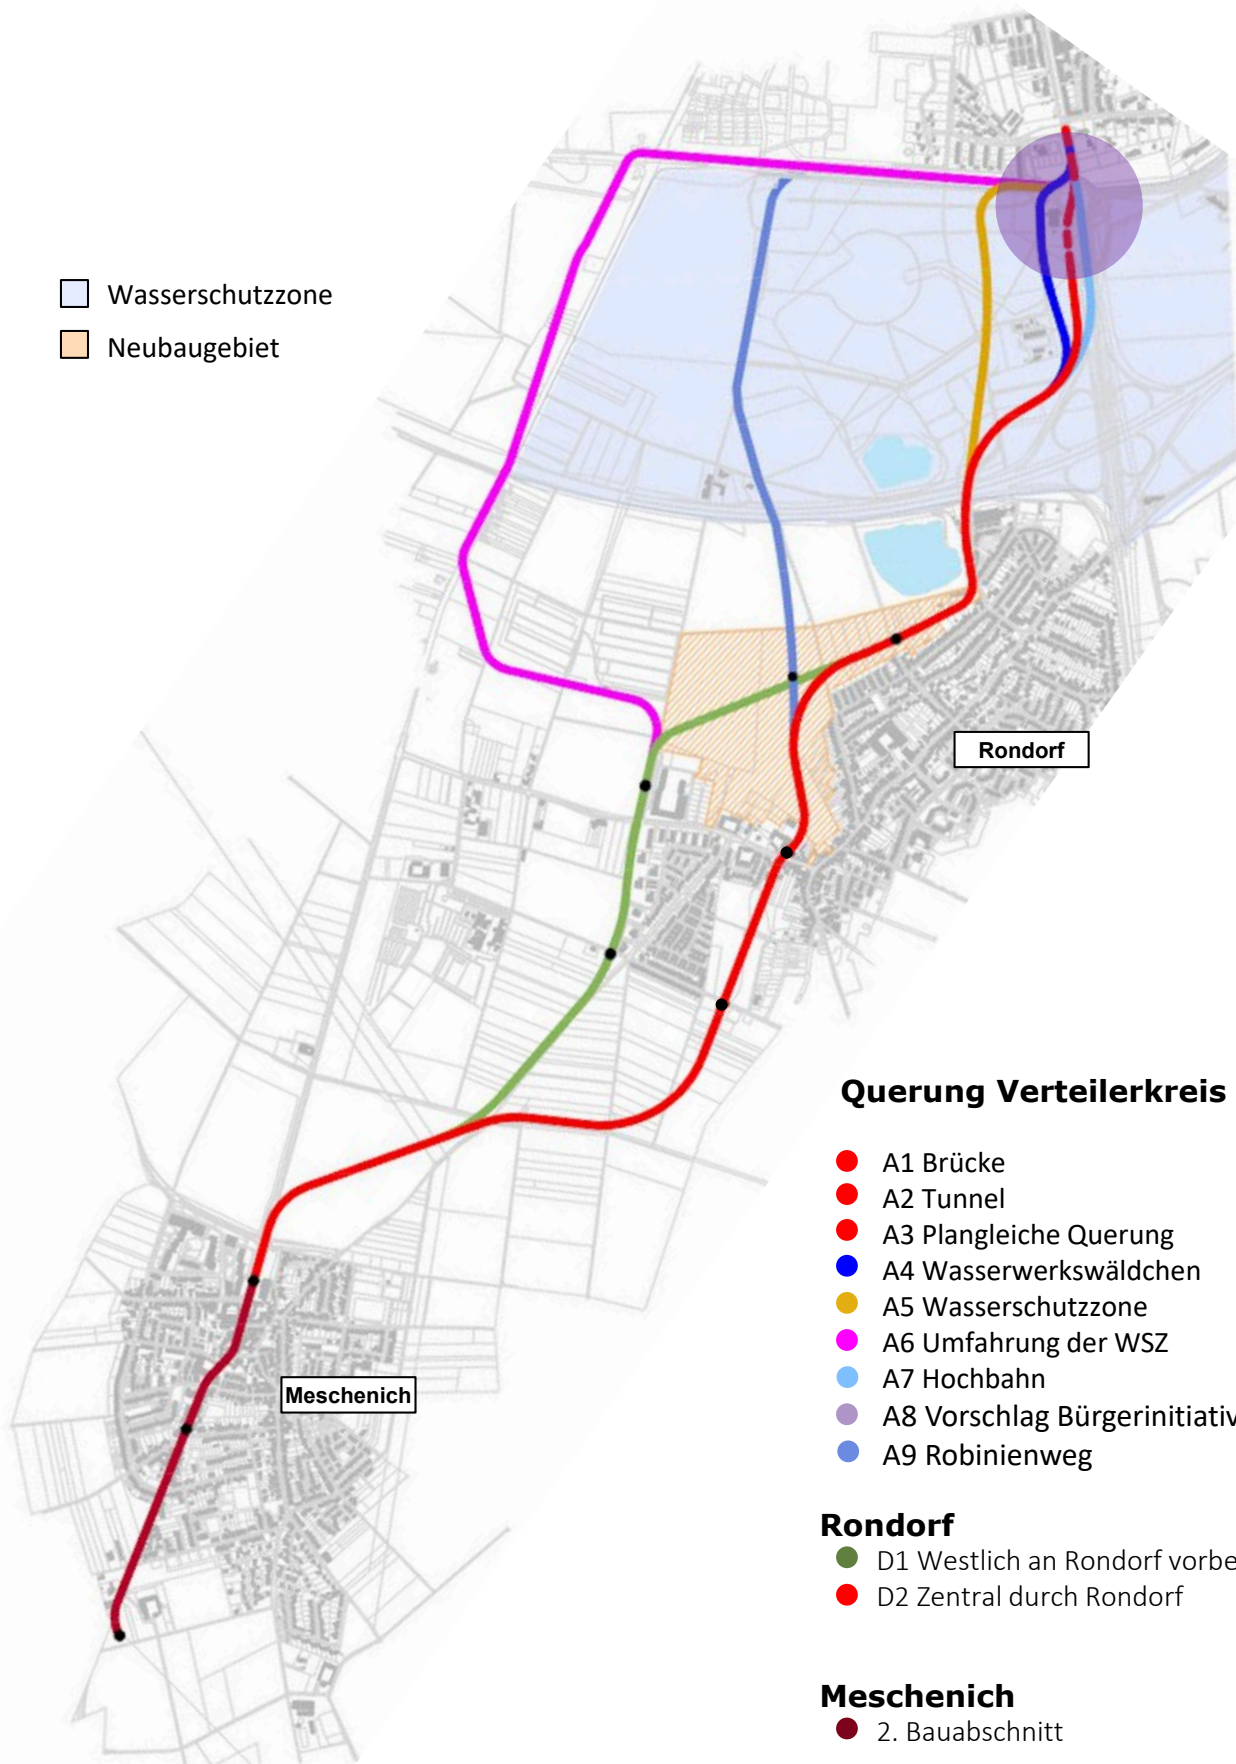 Wasserschutzzone
Neubaugebiet
Rondorf
Meschenich
Querung Verteilerkreis
A1 Brücke
A2 Tunnel
A3 Plangleiche Querung
A4 Wasserwerkswäldchen
A5 Wasserschutzzone
A6 Umfahrung der WSZ
A7 Hochbahn
A8 Vorschlag Bürgerinitiativ
A9 Robinienweg
Rondorf
D1 Westlich an Rondorf vorbe
D2 Zentral durch Rondorf
Meschenich
2. Bauabschnitt